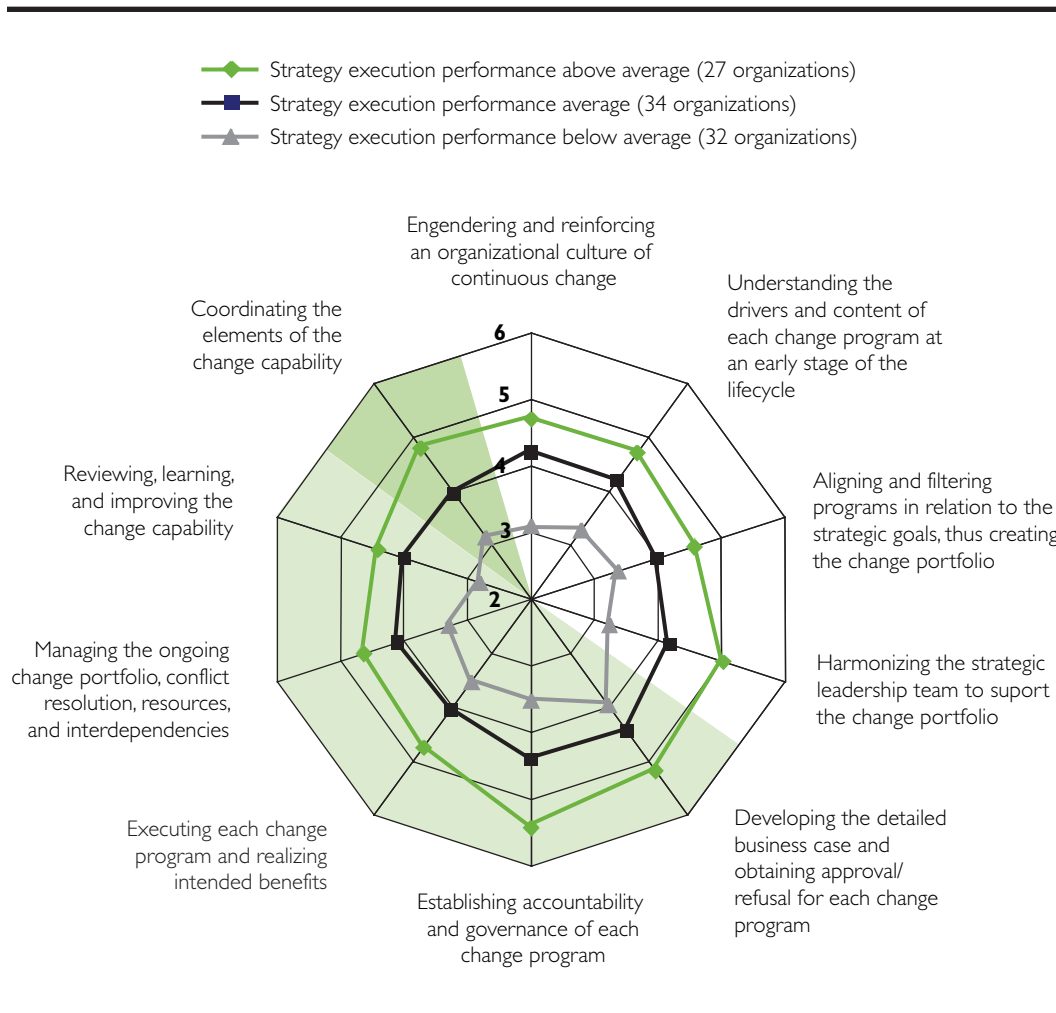 Strategy execution performance above average (27 organizations)
Strategy execution performance average (34 organizations)
Strategy execution performance below average (32 organizations)
Engendering and reinforcing
an organizational culture of
continuous change
Understanding the
drivers and content of
each change program at
an early stage of the
lifecycle
Aligning and filtering
programs in relation to the
strategic goals, thus creating
the change portfolio
Harmonizing the strategic
leadership team to suport
the change portfolio
Developing the detailed
business case and
obtaining approval/
refusal for each change
program
Establishing accountability
and governance of each
change program
Executing each change
program and realizing
intended benefits
Managing the ongoing
change portfolio, conflict
resolution, resources,
and interdependencies
Reviewing, learning,
and improving the
change capability
Coordinating the
elements of the
change capability
6
5
4
3
2